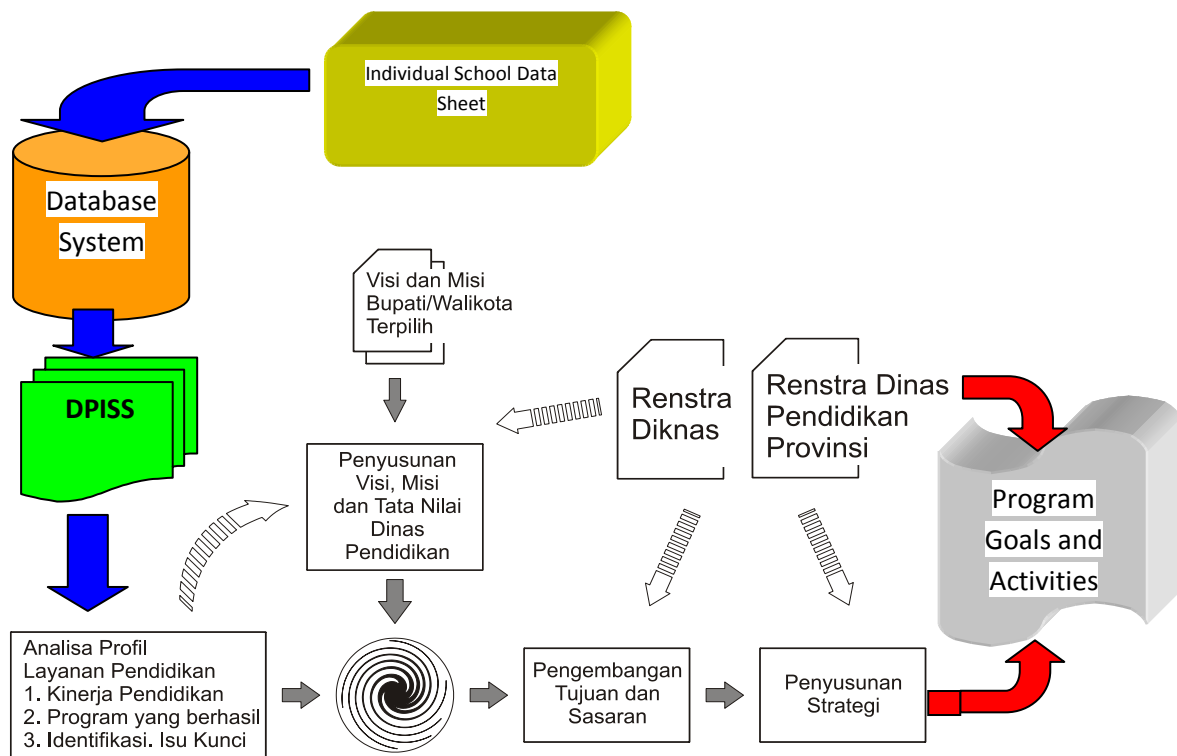 Individual School Data
Sheet
Database
System
Visi dan Misi
Bupati/Walikota
Terpilih
DPISS
Renstra
Diknas
Renstra Dinas
Pendidikan
Provinsi
Penyusunan
Visi, Misi
dan Tata Nilai
Dinas
Pendidikan
Program
Goals and
Activities
Analisa Profil
Layanan Pendidikan
1. Kinerja Pendidikan
2. Program yang berhasil
3. Identifikasi. Isu Kunci
Pengembangan
Tujuan dan
Sasaran
Penyusunan
Strategi